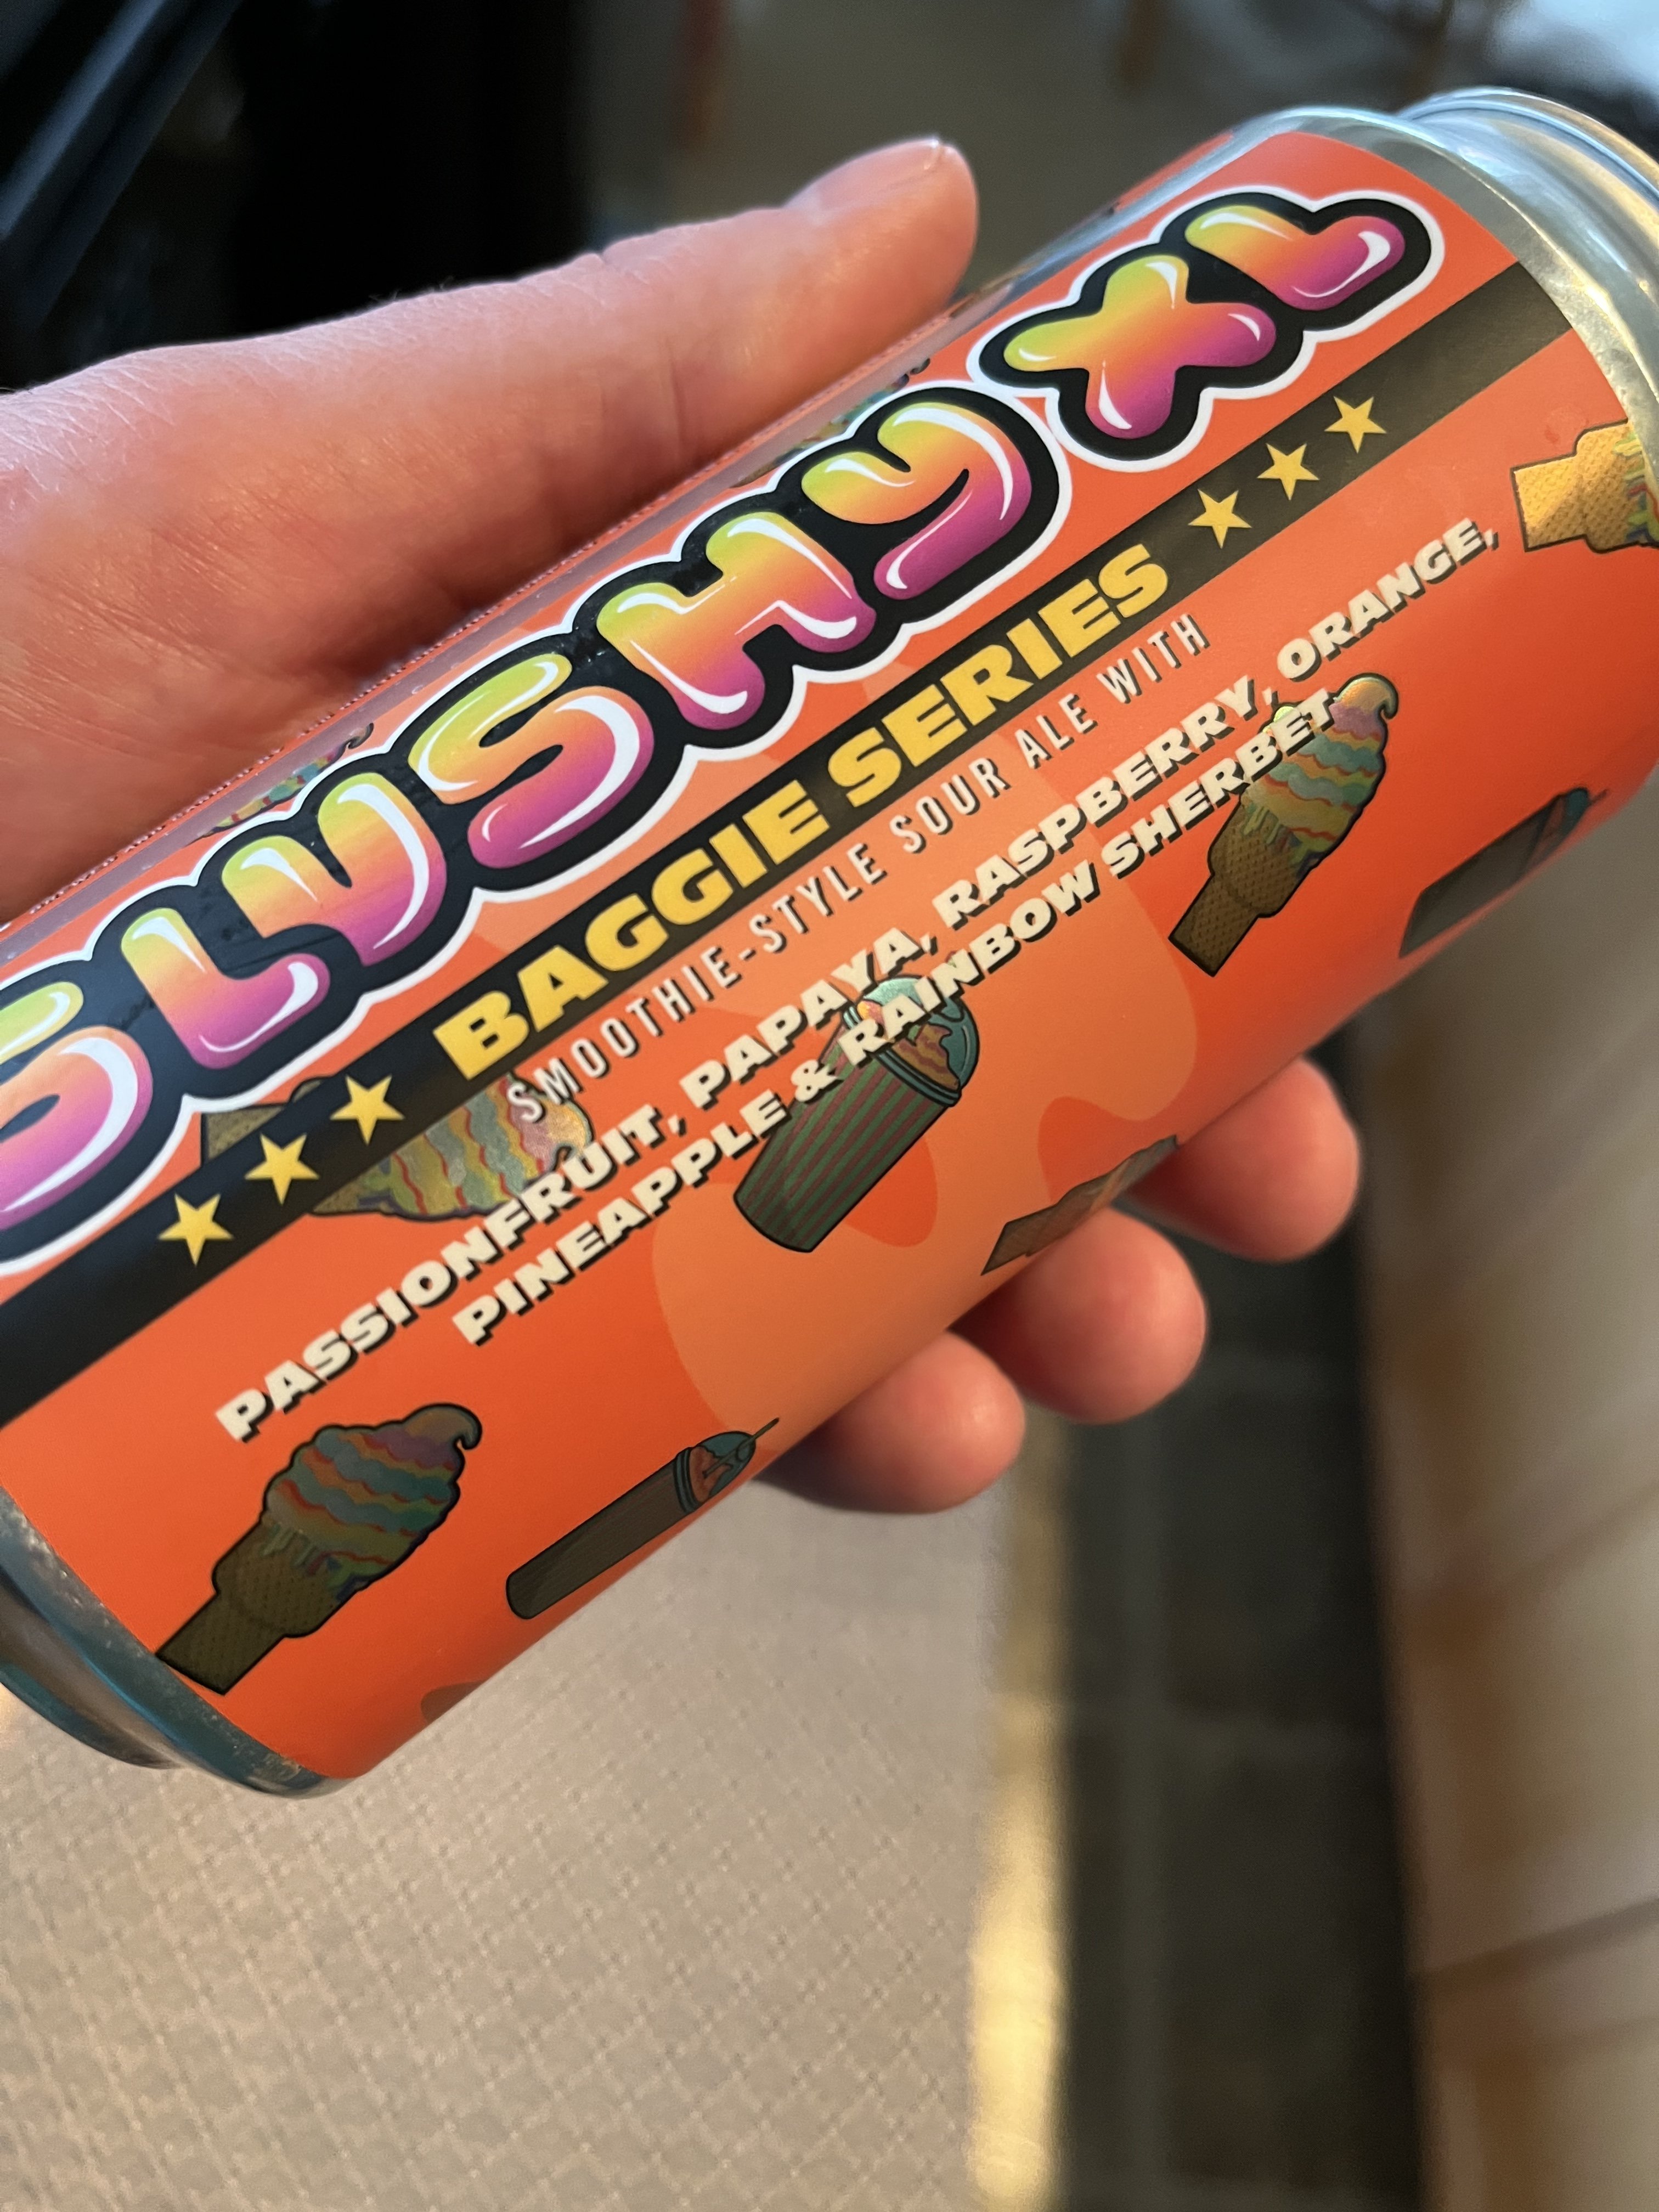 SLUSHY XL
BAGGIE SERIES
SMOOTHIE-STYLE SOUR ALE WITH
PASSIONFRUIT, PAPAYA, RASPBERRY, ORANGE,
PINEAPPLE & RAINBOW SHERBET